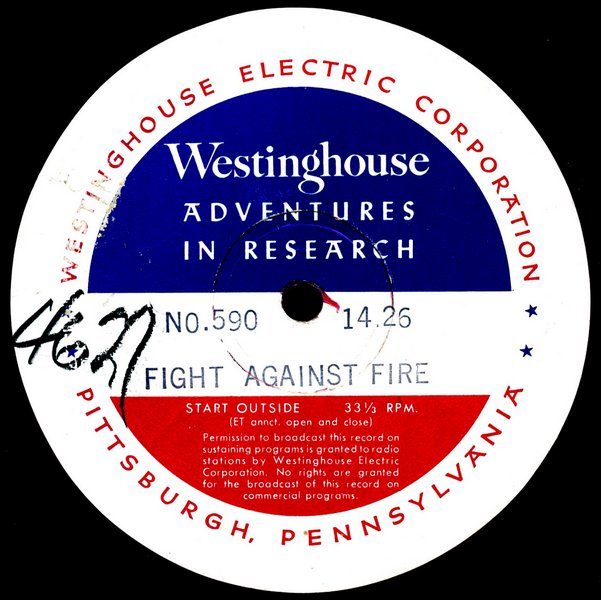 WESTINGHOUSE ELECTRIC CORPORATION
Westinghouse
ADVENTURES
IN RESEARCH
NO.590 14.26
4627
FIGHT AGAINST FIRE
START OUTSIDE 33⅓ RPM.
(ET annct. open and close)
Permission to broadcast this record on
sustaining programs is granted to radio
stations by Westinghouse Electric
Corporation. No rights are granted
for the broadcast of this record on
commercial programs.
PITTSBURGH, PENNSYLVANIA